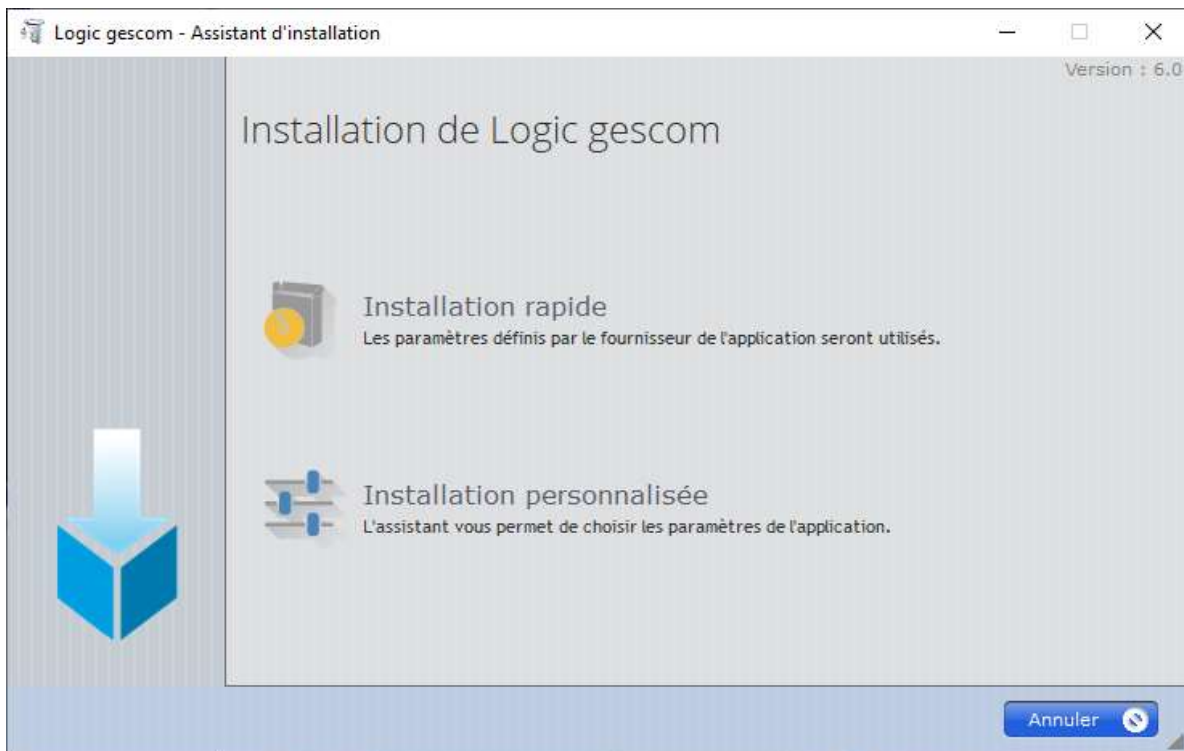 Logic gescom - Assistant d'installation
Version : 6.0
Installation de Logic gescom
Installation rapide
Les paramètres définis par le fournisseur de l'application seront utilisés.
Installation personnalisée
L'assistant vous permet de choisir les paramètres de l'application.
Annuler